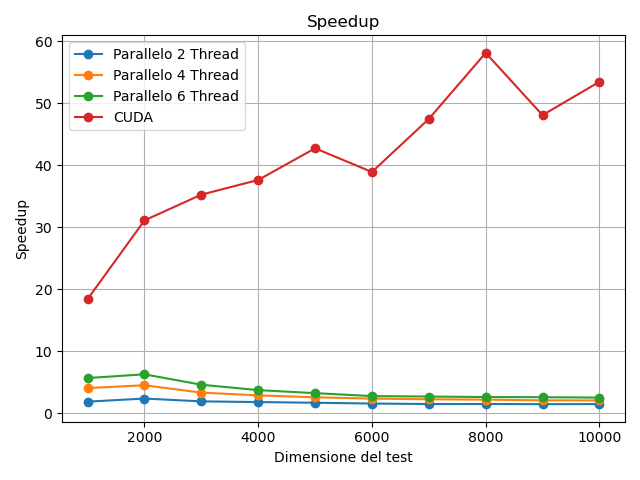 Speedup
60
50
40
30
20
10
0
Speedup
Parallelo 2 Thread
Parallelo 4 Thread
Parallelo 6 Thread
CUDA
2000 4000 6000 8000 10000
Dimensione del test